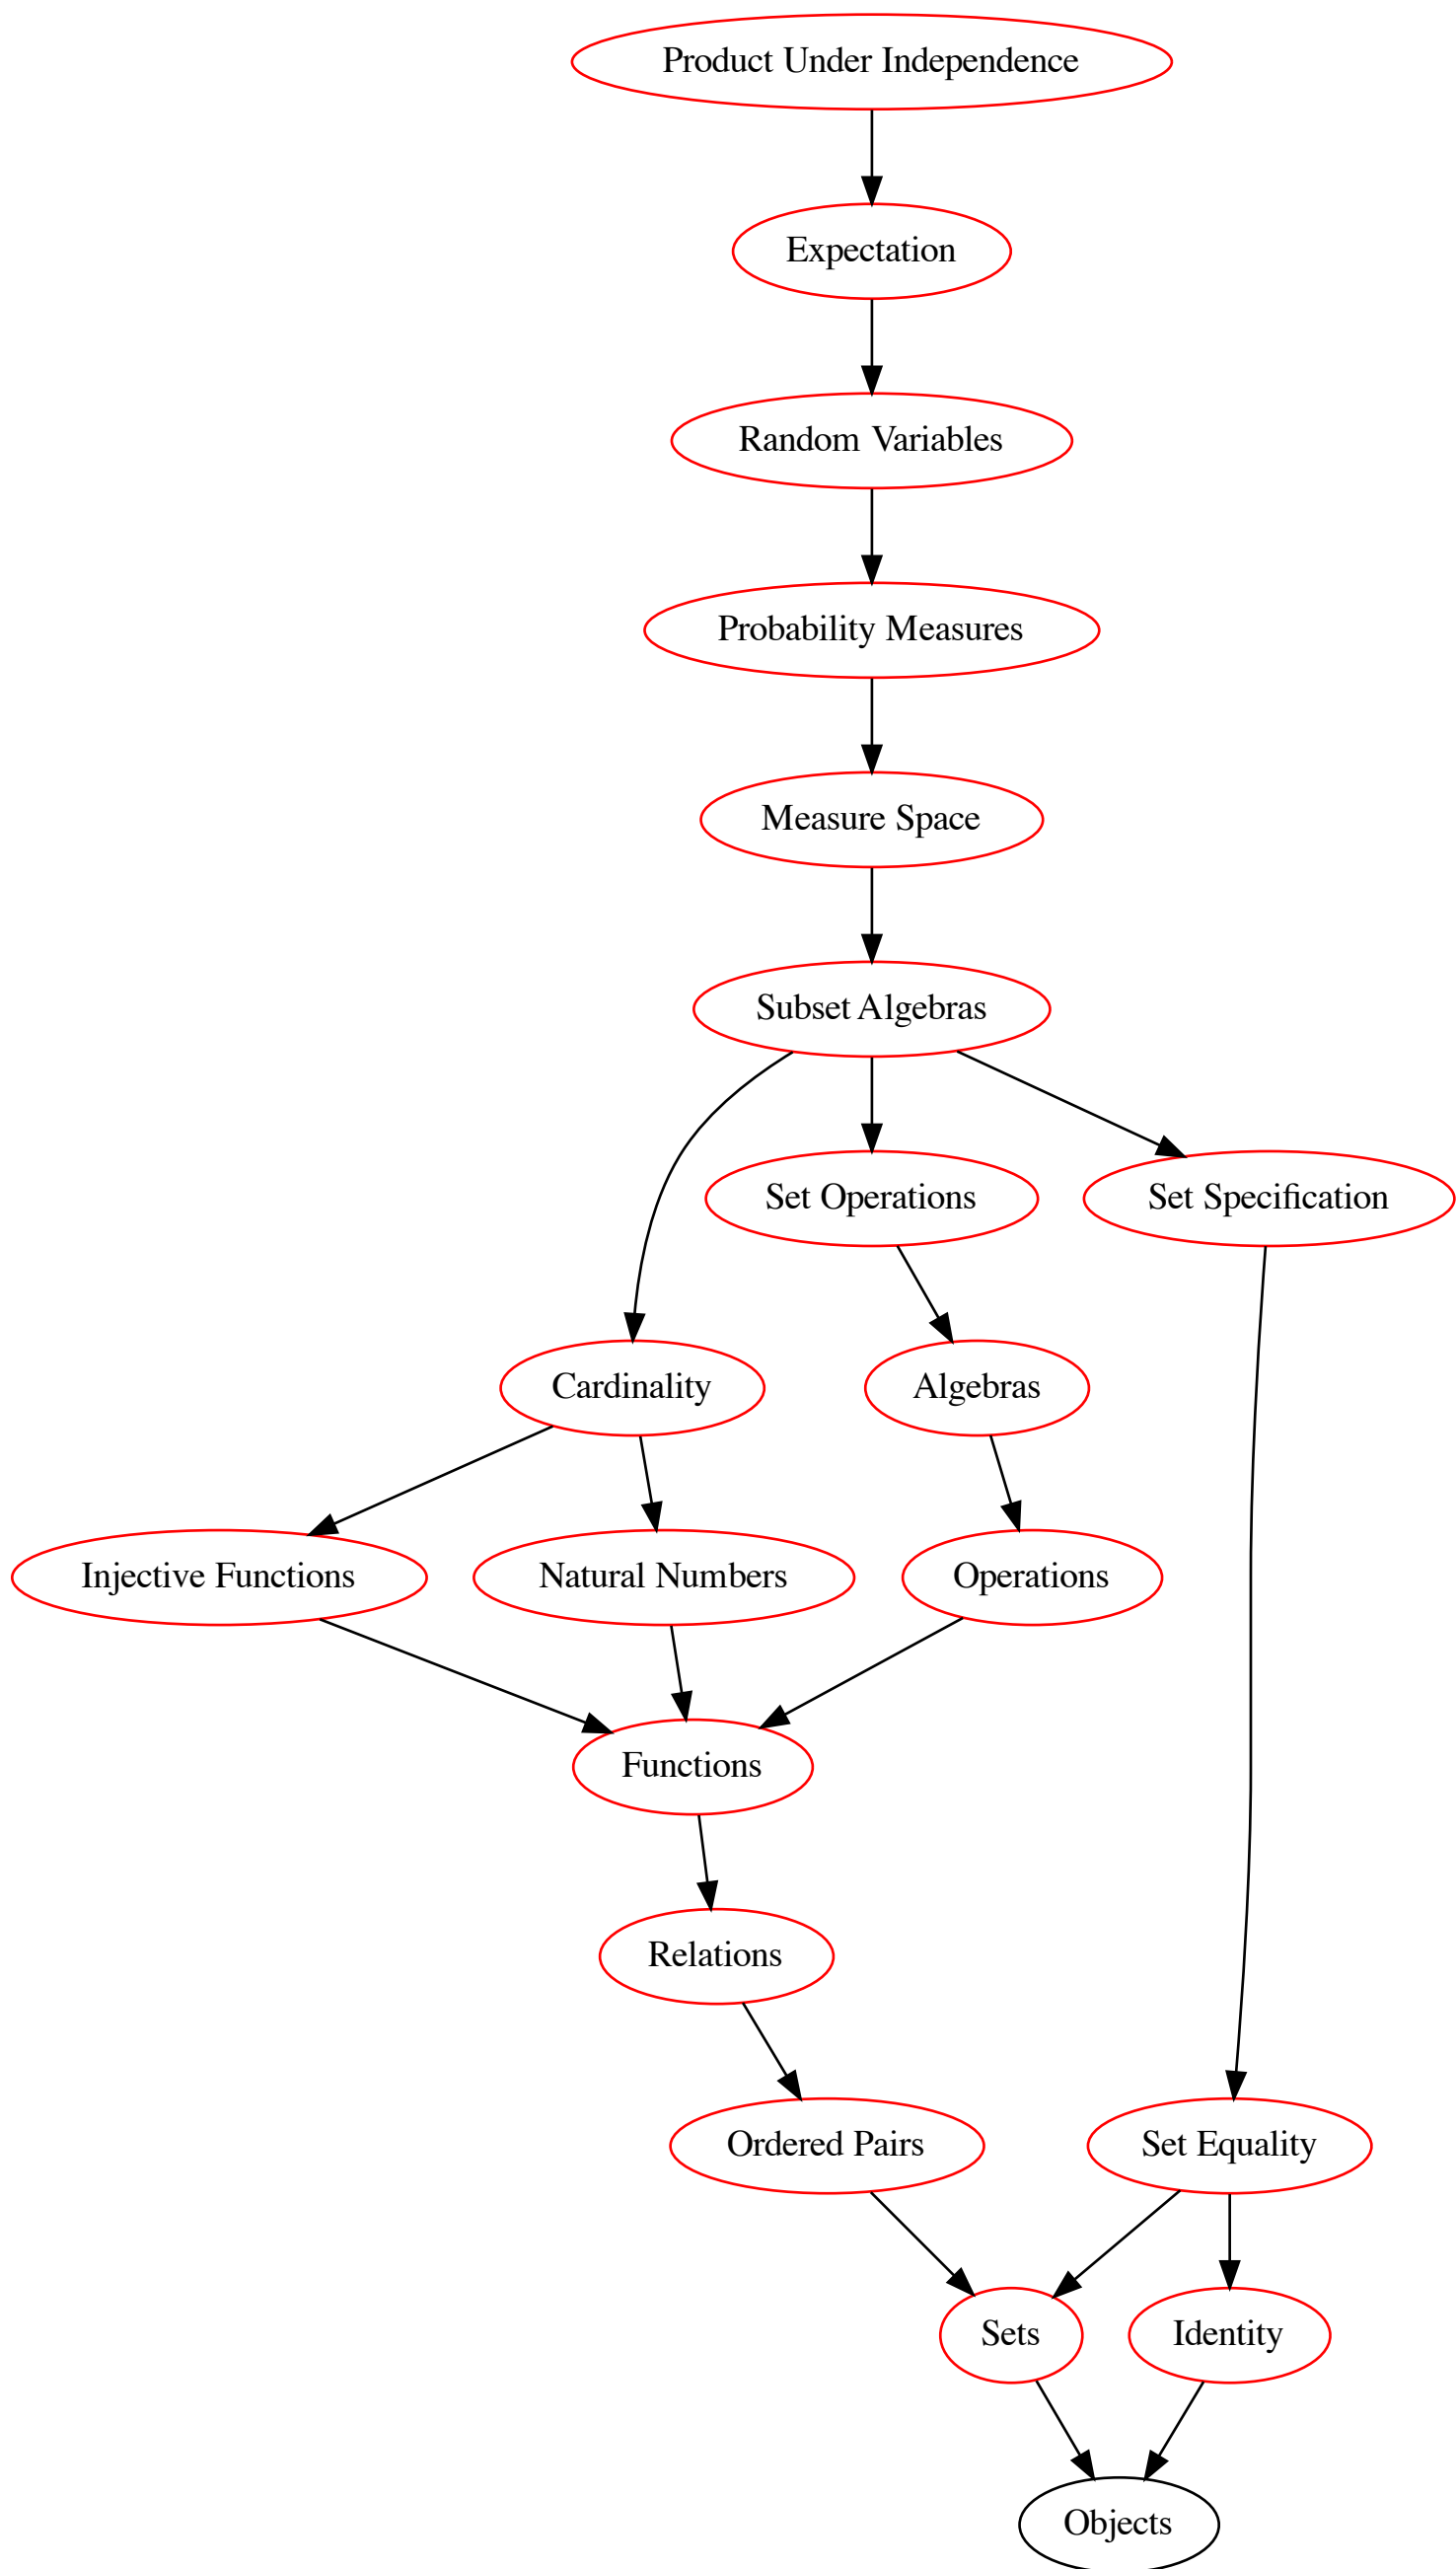 Product Under Independence
Expectation
Random Variables
Probability Measures
Measure Space
Subset Algebras
Set Operations
Set Specification
Cardinality
Algebras
Injective Functions
Natural Numbers
Operations
Functions
Relations
Ordered Pairs
Set Equality
Sets
Identity
Objects